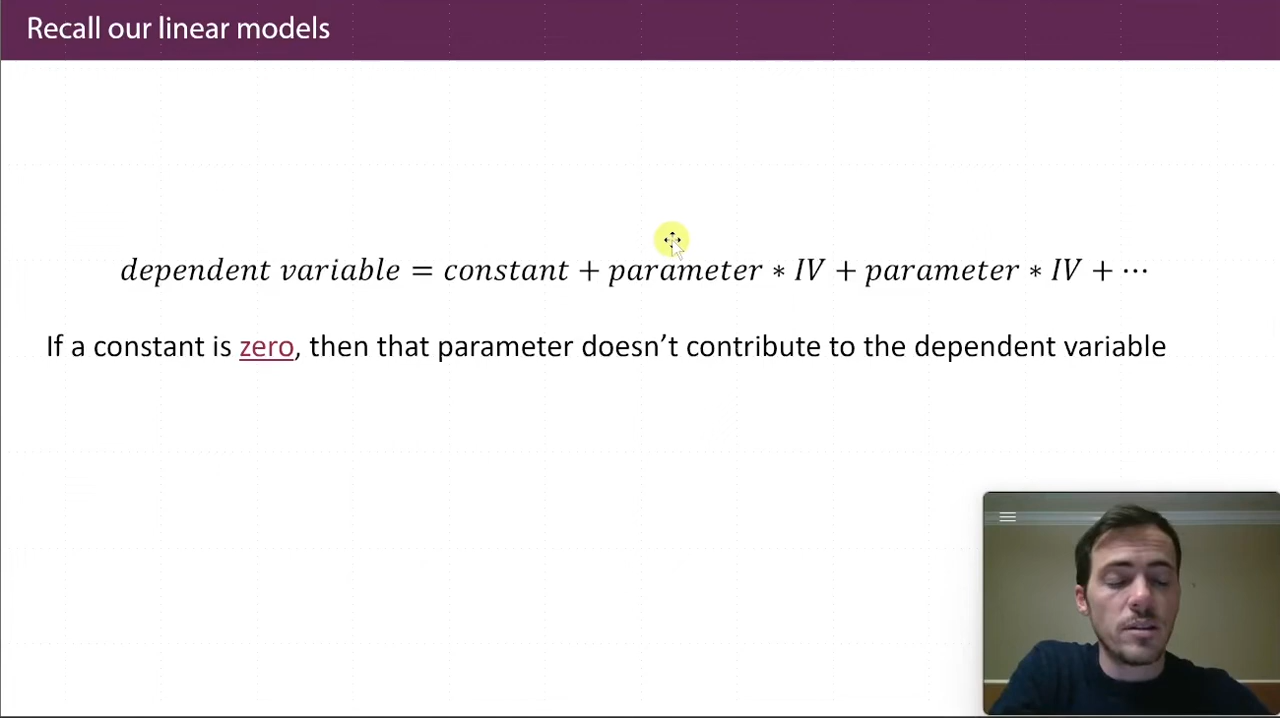 Recall our linear models
dependent variable = constant + parameter * IV + parameter * IV + ⋯
If a constant is zero, then that parameter doesn’t contribute to the dependent variable